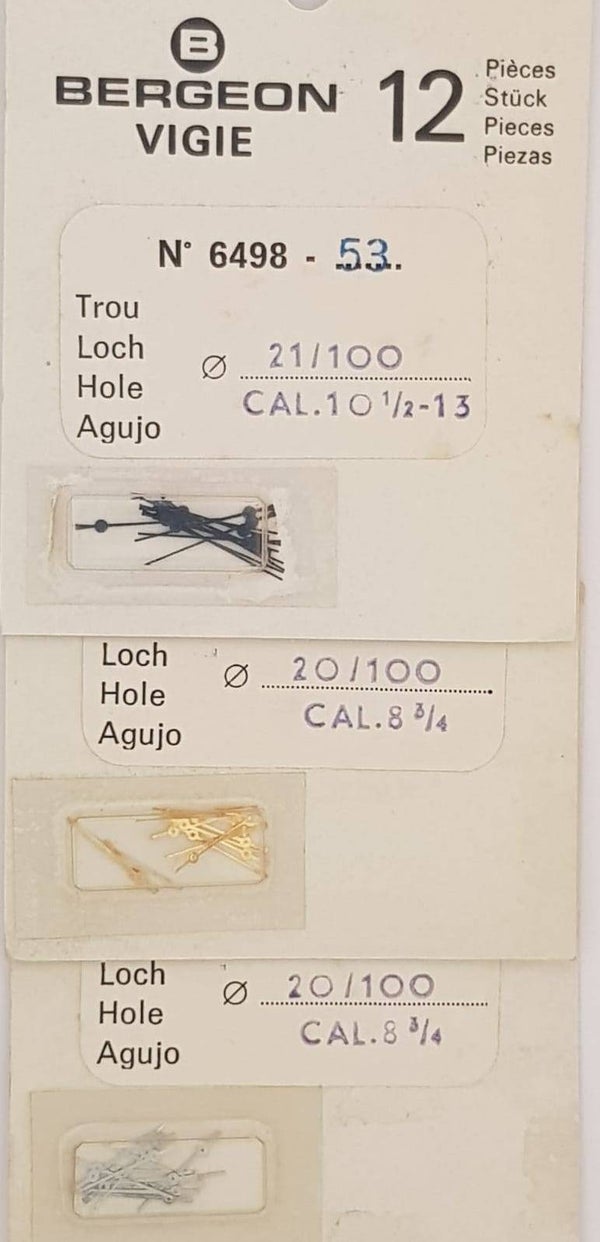 B
BERGEON
VIGIE
12
Pièces
Stück
Pieces
Piezas
N° 6498 - 53.
Trou
Loch
Hole
Agujo
Ø 21/100
CAL.10 1/2-13
Loch
Hole
Agujo
Ø 20/100
CAL.8 3/4
Loch
Hole
Agujo
Ø 20/100
CAL.8 3/4